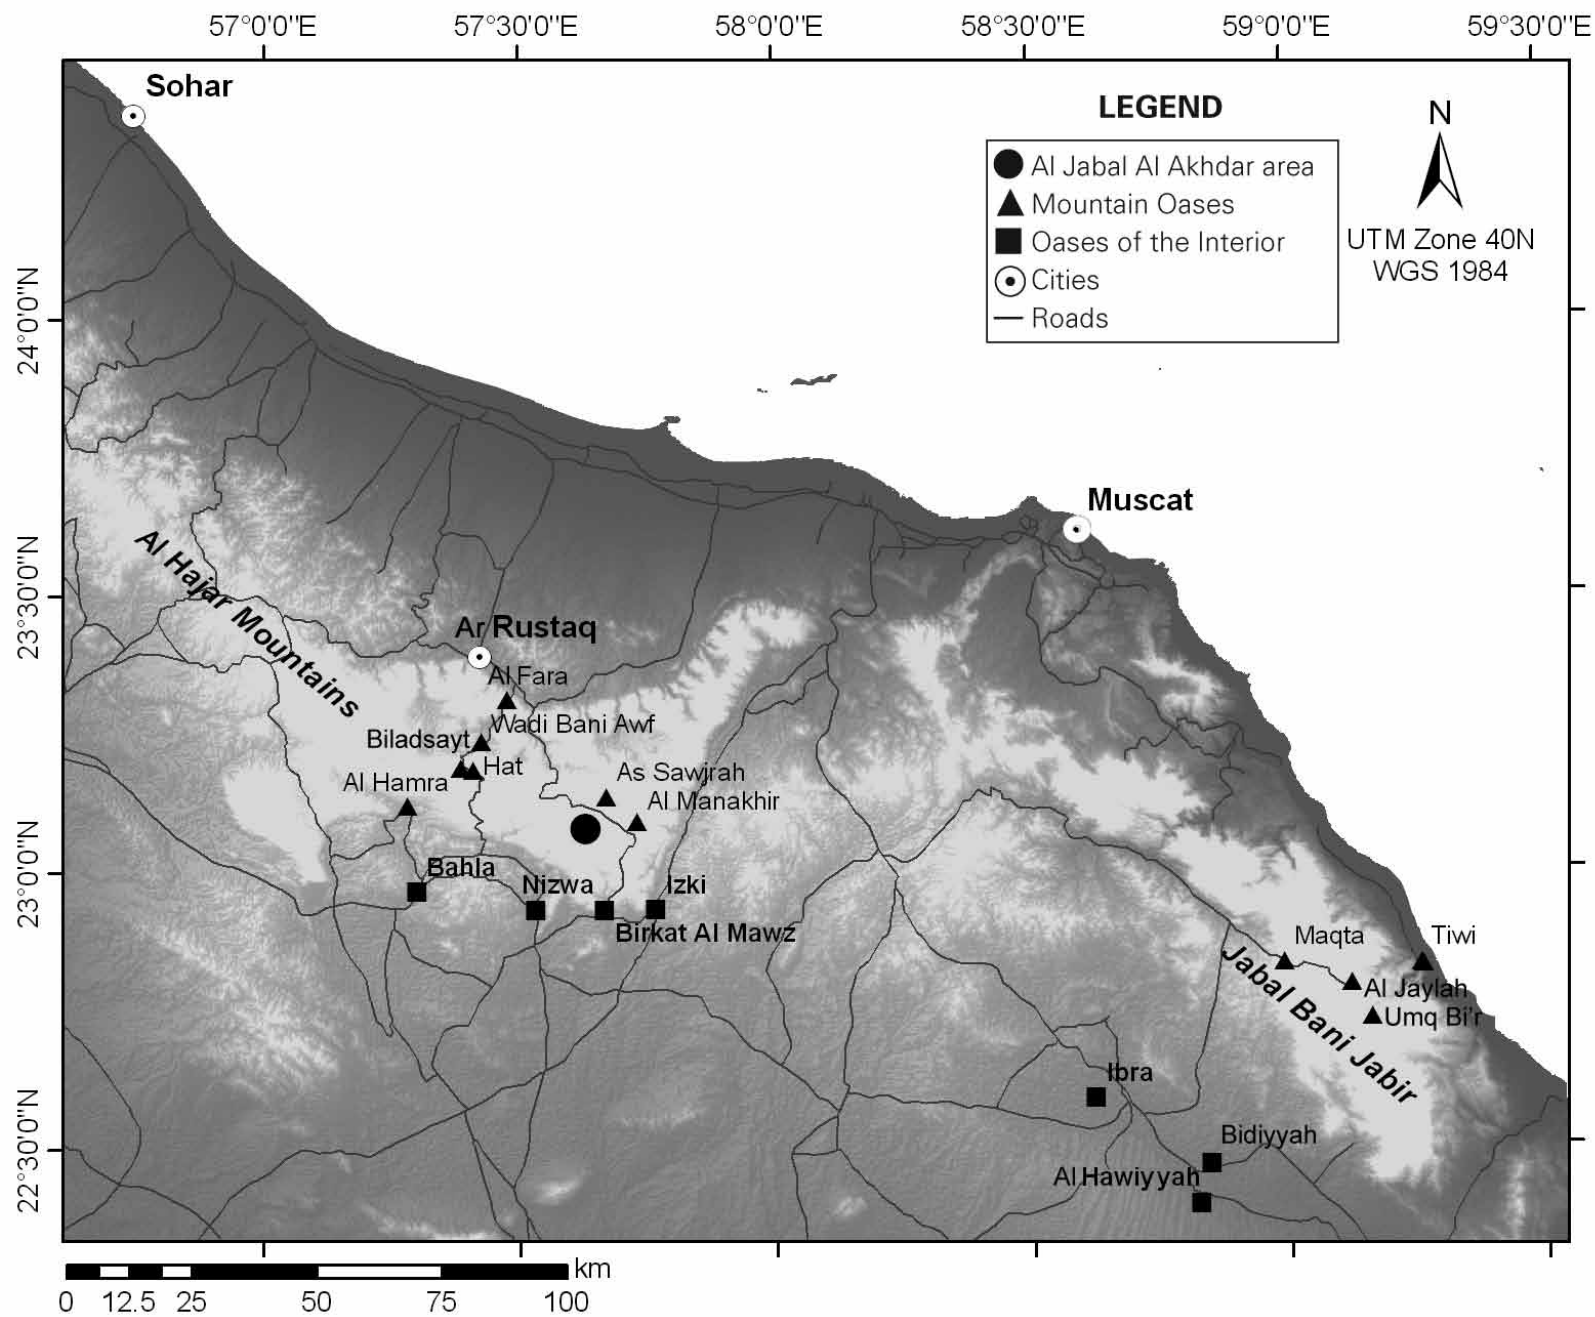 57°0'0"E
57°30'0"E
58°0'0"E
58°30'0"E
59°0'0"E
59°30'0"E
Sohar
LEGEND
Al Jabal Al Akhdar area
Mountain Oases
Oases of the Interior
Cities
Roads
N
UTM Zone 40N
WGS 1984
24°0'0"N
23°30'0"N
23°0'0"N
22°30'0"N
Muscat
Al Hajar Mountains
Ar Rustaq
Al Fara
Wadi Bani Awf
Biladsayt
Hat
Al Hamra
As Sawjrah
Al Manakhir
Bahla
Nizwa
Izki
Birkat Al Mawz
Maqta
Tiwi
Al Jaylah
Umq Bi'r
Jabal Bani Jabir
Ibra
Bidiyyah
Al Hawiyyah
km
0 12.5 25 50 75 100